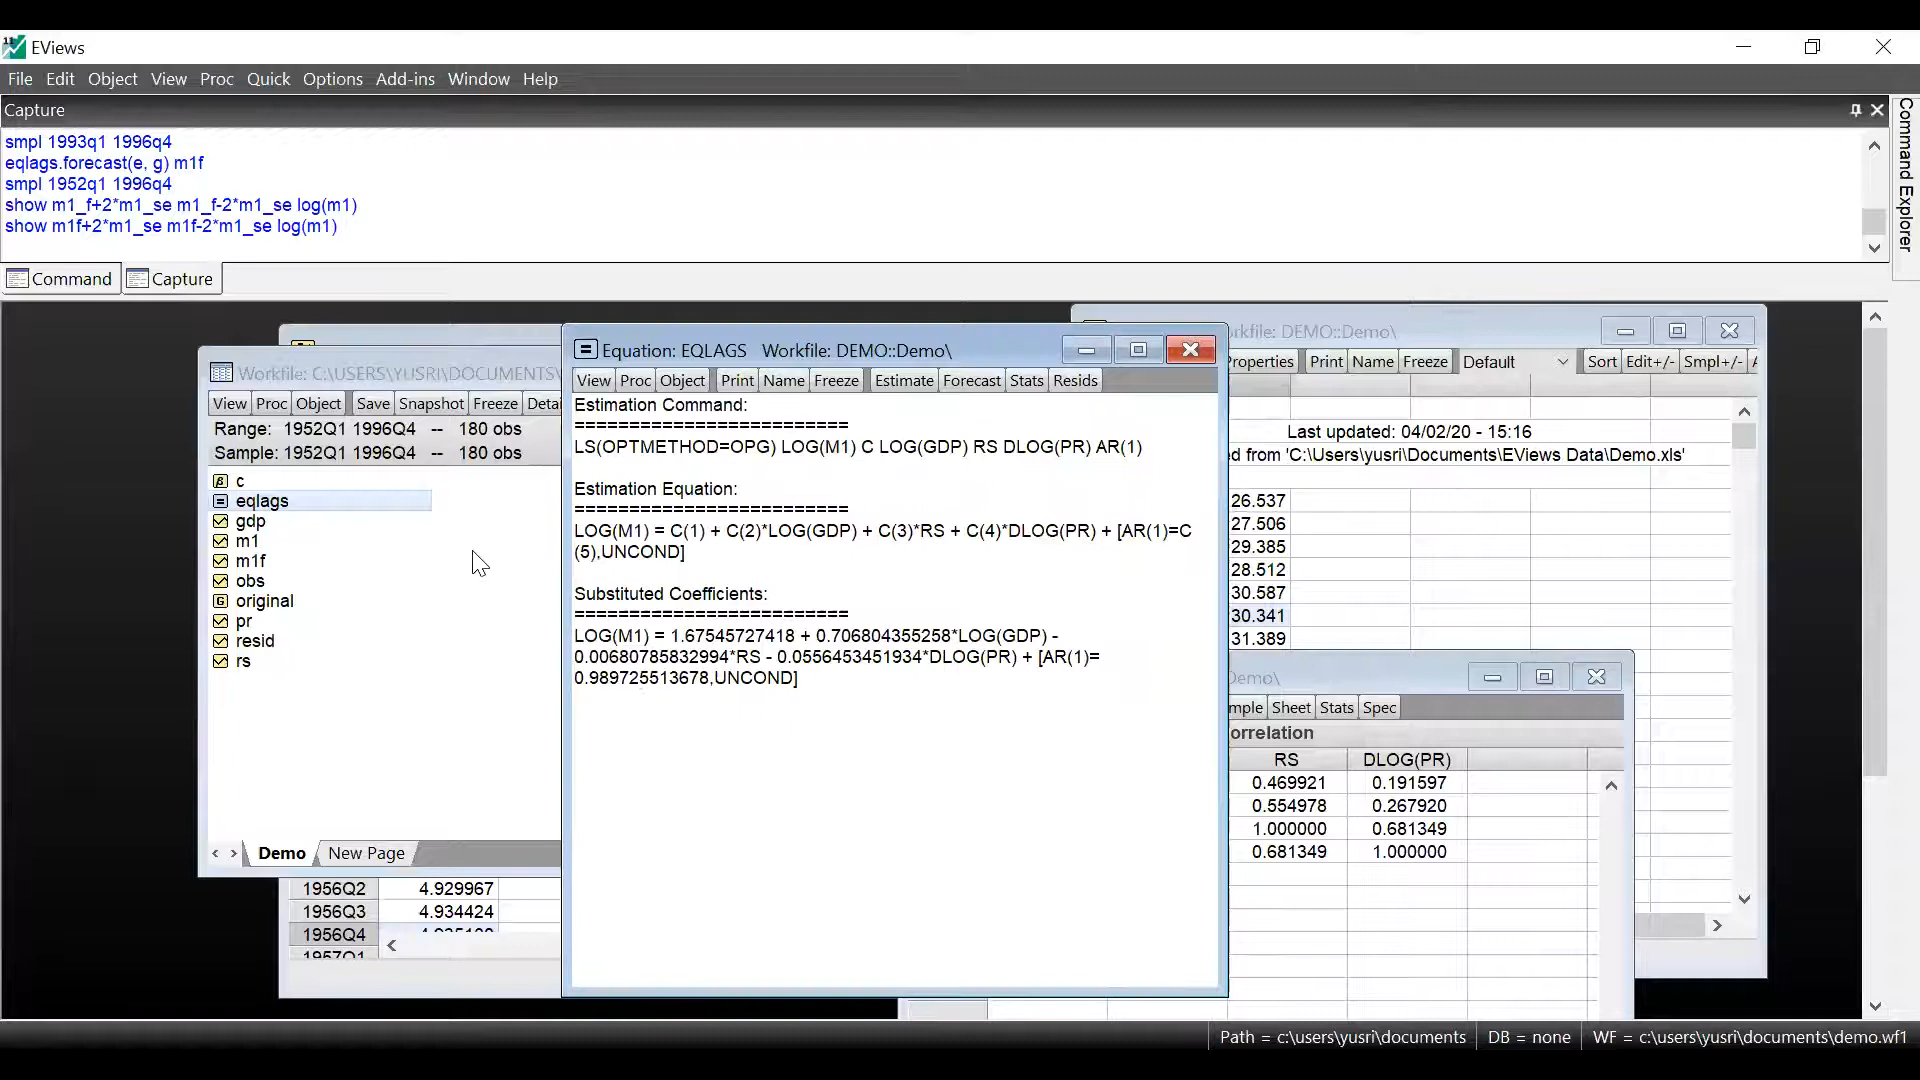 EViews
File Edit Object View Proc Quick Options Add-ins Window Help
Capture
smpl 1993q1 1996q4
eqlags.forecast(e, g) m1f
smpl 1952q1 1996q4
show m1_f+2*m1_se m1_f-2*m1_se log(m1)
show m1f+2*m1_se m1f-2*m1_se log(m1)
Command Capture
Command Explorer
Workfile: C:\USERS\YUSRI\DOCUMENTS\
View Proc Object Save Snapshot Freeze Detai
Range: 1952Q1 1996Q4 -- 180 obs
Sample: 1952Q1 1996Q4 -- 180 obs
c
eqlags
gdp
m1
m1f
obs
original
pr
resid
rs
Demo New Page
1956Q2 4.929967
1956Q3 4.934424
1956Q4
1957Q1
Equation: EQLAGS Workfile: DEMO::Demo\
View Proc Object Print Name Freeze Estimate Forecast Stats Resids
Estimation Command:
=========================
LS(OPTMETHOD=OPG) LOG(M1) C LOG(GDP) RS DLOG(PR) AR(1)
Estimation Equation:
=========================
LOG(M1) = C(1) + C(2)*LOG(GDP) + C(3)*RS + C(4)*DLOG(PR) + [AR(1)=C
(5),UNCOND]
Substituted Coefficients:
=========================
LOG(M1) = 1.67545727418 + 0.706804355258*LOG(GDP) -
0.00680785832994*RS - 0.0556453451934*DLOG(PR) + [AR(1)=
0.989725513678,UNCOND]
rkfile: DEMO::Demo\
Properties Print Name Freeze Default Sort Edit+/- Smpl+/-
Last updated: 04/02/20 - 15:16
ed from 'C:\Users\yusri\Documents\EViews Data\Demo.xls'
26.537
27.506
29.385
28.512
30.587
30.341
31.389
Demo\
mple Sheet Stats Spec
orrelation
RS DLOG(PR)
0.469921 0.191597
0.554978 0.267920
1.000000 0.681349
0.681349 1.000000
Path = c:\users\yusri\documents DB = none WF = c:\users\yusri\documents\demo.wf1